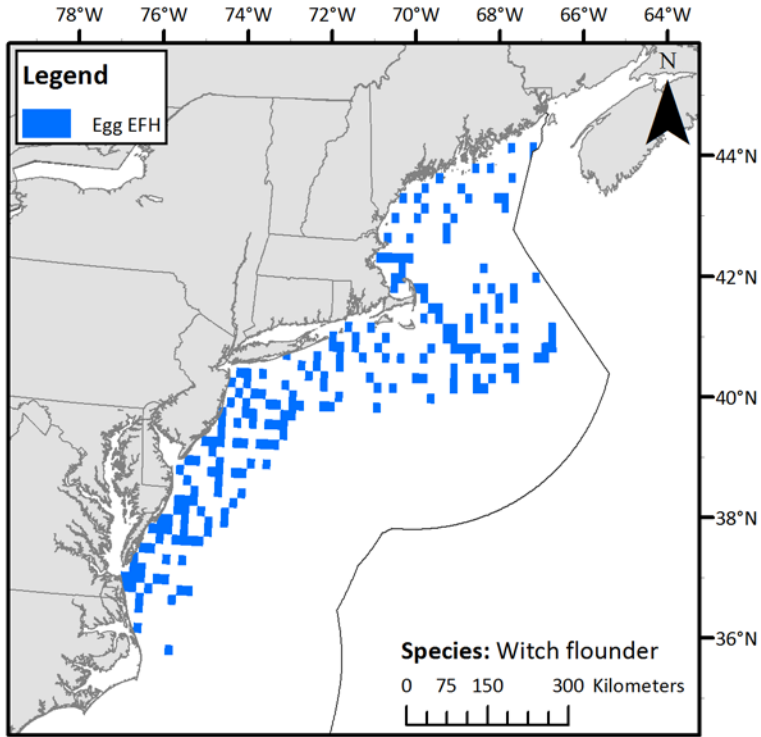 78°W 76°W 74°W 72°W 70°W 68°W 66°W 64°W
Legend
Egg EFH
N
44°N
42°N
40°N
38°N
36°N
Species: Witch flounder
0 75 150 300 Kilometers